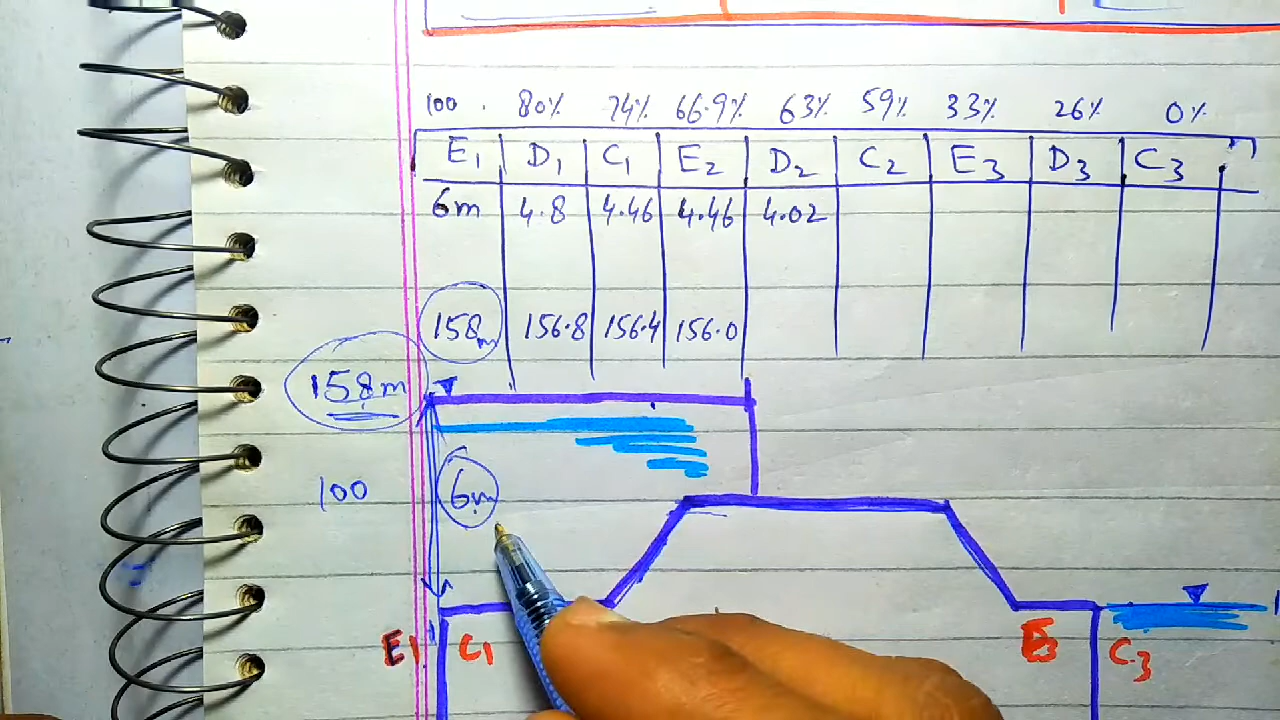 100 80% 74% 66.9% 63% 59% 33% 26% 0%
E1 D1 C1 E2 D2 C2 E3 D3 C3
6m 4.8 4.46 4.46 4.02
158m 156.8 156.4 156.0
158m
100 6m
E1 C1 E3 C3